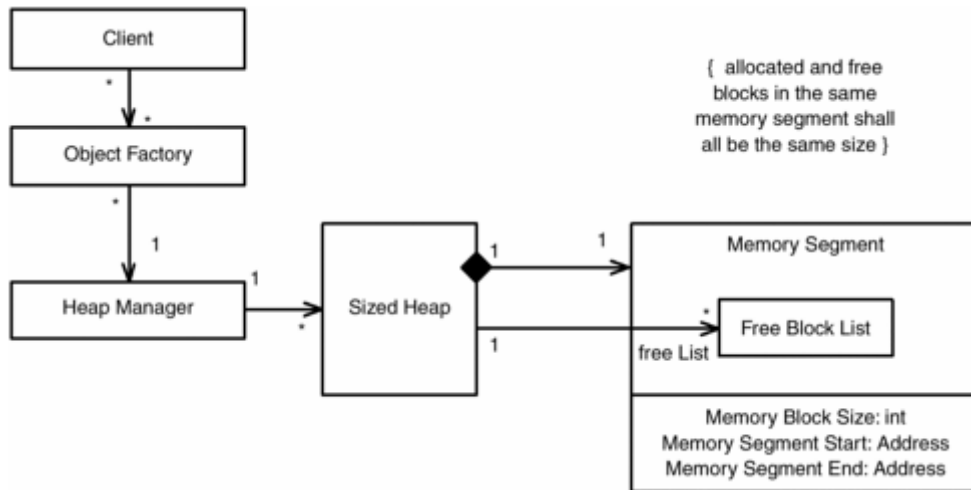 Client
{ allocated and free
blocks in the same
memory segment shall
all be the same size }
*
*
Object Factory
*
1
Heap Manager
1
*
Sized Heap
1
1
Memory Segment
1
*
free List
Free Block List
Memory Block Size: int
Memory Segment Start: Address
Memory Segment End: Address